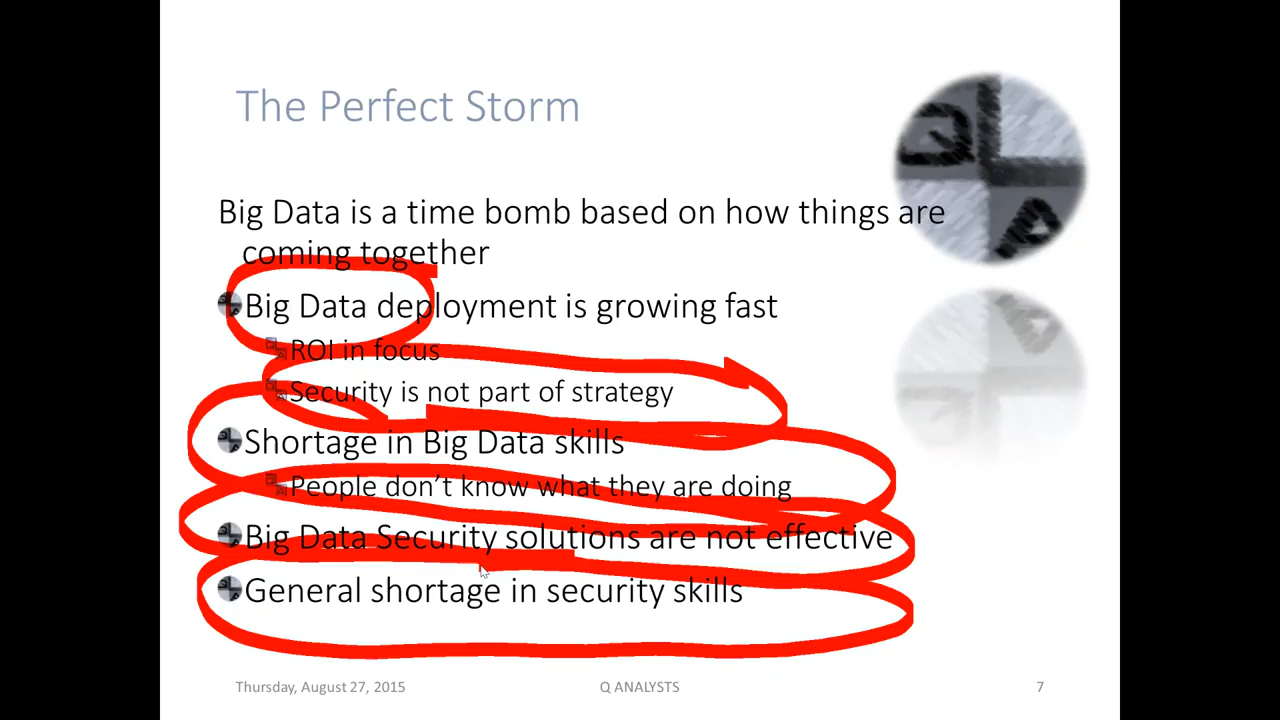 The Perfect Storm
Big Data is a time bomb based on how things are
coming together
Big Data deployment is growing fast
ROI in focus
Security is not part of strategy
Shortage in Big Data skills
People don’t know what they are doing
Big Data Security solutions are not effective
General shortage in security skills
Thursday, August 27, 2015
Q ANALYSTS
7